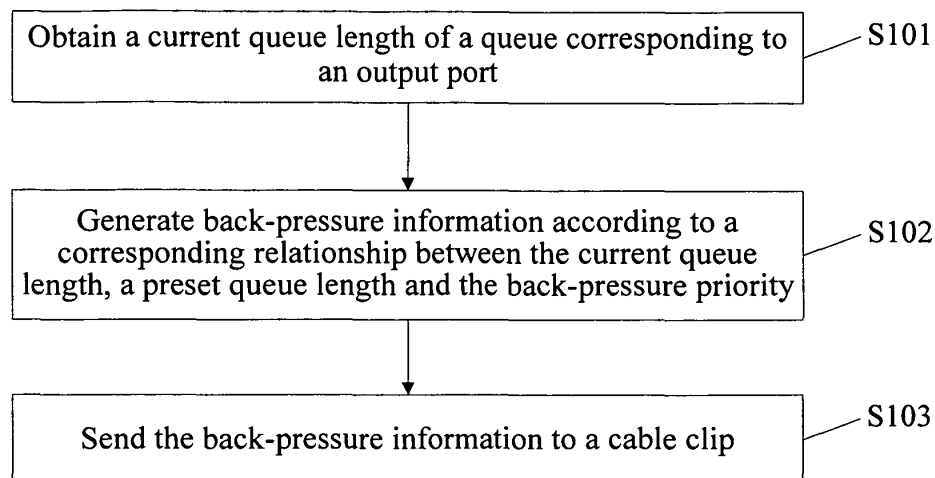 Obtain a current queue length of a queue corresponding to
an output port
S101
Generate back-pressure information according to a
corresponding relationship between the current queue
length, a preset queue length and the back-pressure priority
S102
Send the back-pressure information to a cable clip
S103